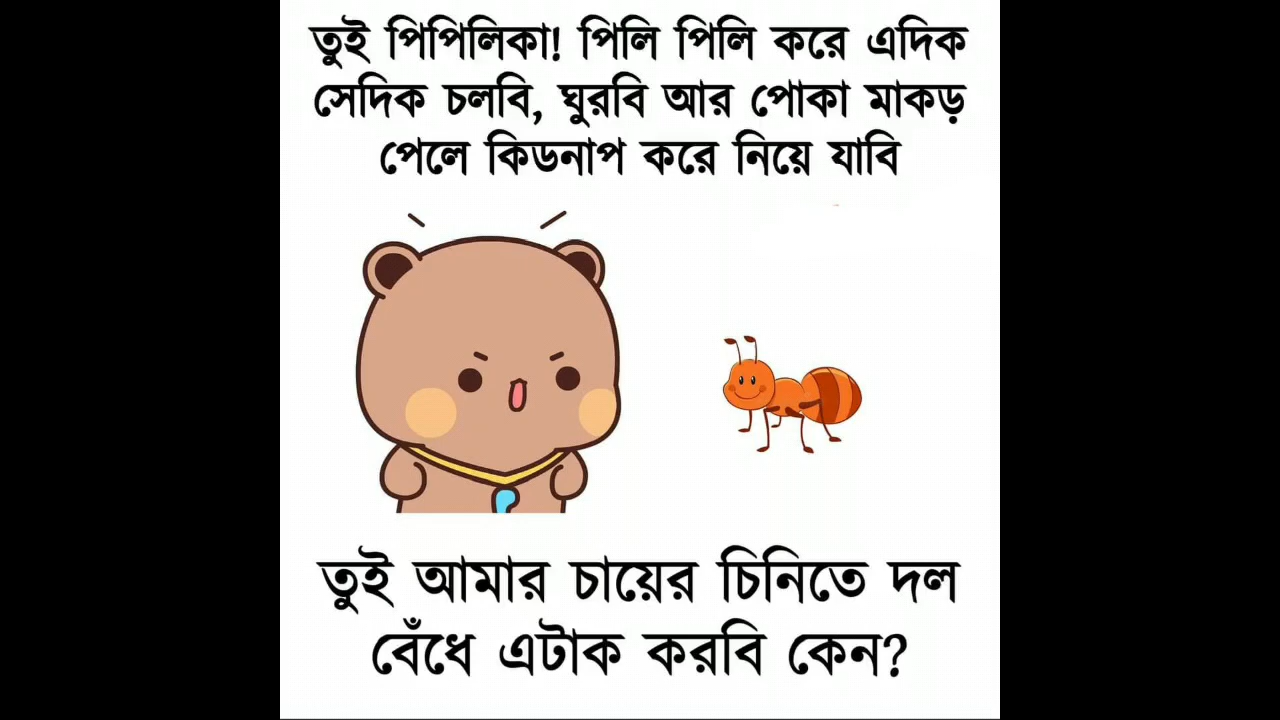 তুই পিপিলিকা! পিলি পিলি করে এদিক
সেদিক চলবি, ঘুরবি আর পোকা মাকড়
পেলে কিডনাপ করে নিয়ে যাবি
তুই আমার চায়ের চিনিতে দল
বেঁধে এটাক করবি কেন?